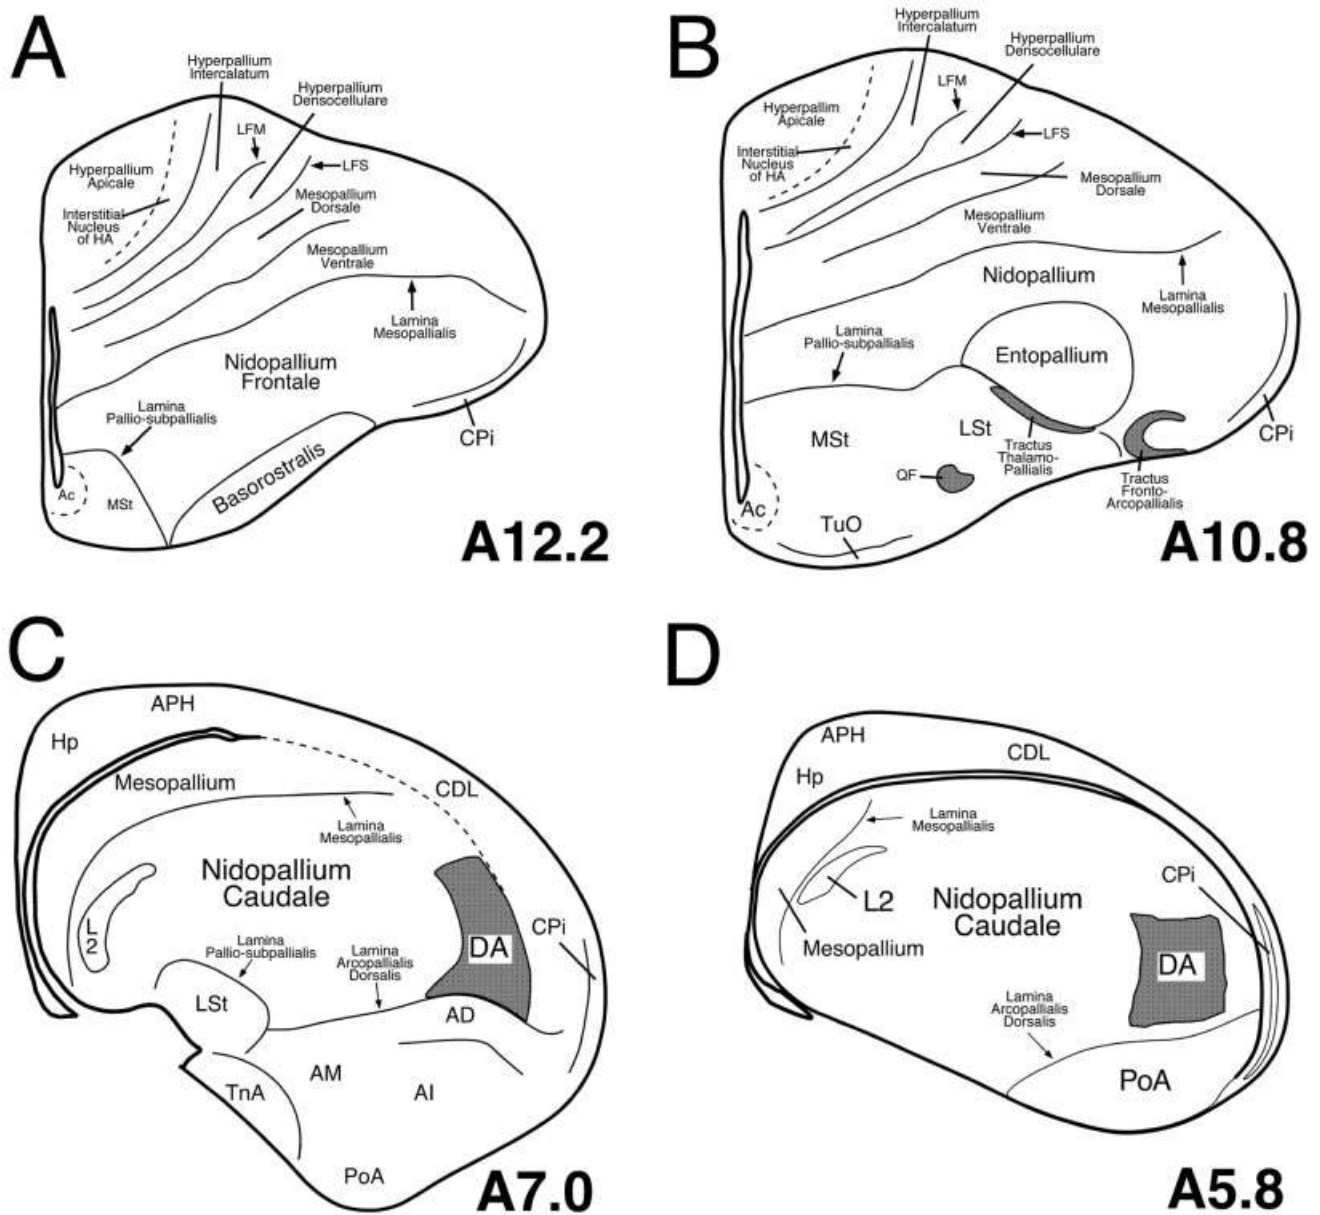 A
Hyperpallium
Intercalatum
Hyperpallium
Densocellulare
LFM
LFS
Hyperpallium
Apicale
Mesopallium
Dorsale
Interstitial
Nucleus
of HA
Mesopallium
Ventrale
Lamina
Mesopallialis
Nidopallium
Frontale
Lamina
Pallio-subpallialis
CPi
Basorostralis
Ac
MSt
A12.2
B
Hyperpallium
Intercalatum
Hyperpallium
Densocellulare
LFM
Hyperpallim
Apicale
LFS
Interstitial
Nucleus
of HA
Mesopallium
Dorsale
Mesopallium
Ventrale
Nidopallium
Lamina
Mesopallialis
Lamina
Pallio-subpallialis
Entopallium
MSt
LSt
CPi
Tractus
Thalamo-
Pallialis
QF
Tractus
Fronto-
Arcopallialis
Ac
TuO
A10.8
C
APH
Hp
Mesopallium
CDL
Lamina
Mesopallialis
Nidopallium
Caudale
L
2
CPi
Lamina
Pallio-subpallialis
Lamina
Arcopallialis
Dorsalis
DA
LSt
AD
AM
AI
TnA
PoA
A7.0
D
APH
CDL
Hp
Lamina
Mesopallialis
CPi
L2
Nidopallium
Caudale
Mesopallium
DA
Lamina
Arcopallialis
Dorsalis
PoA
A5.8